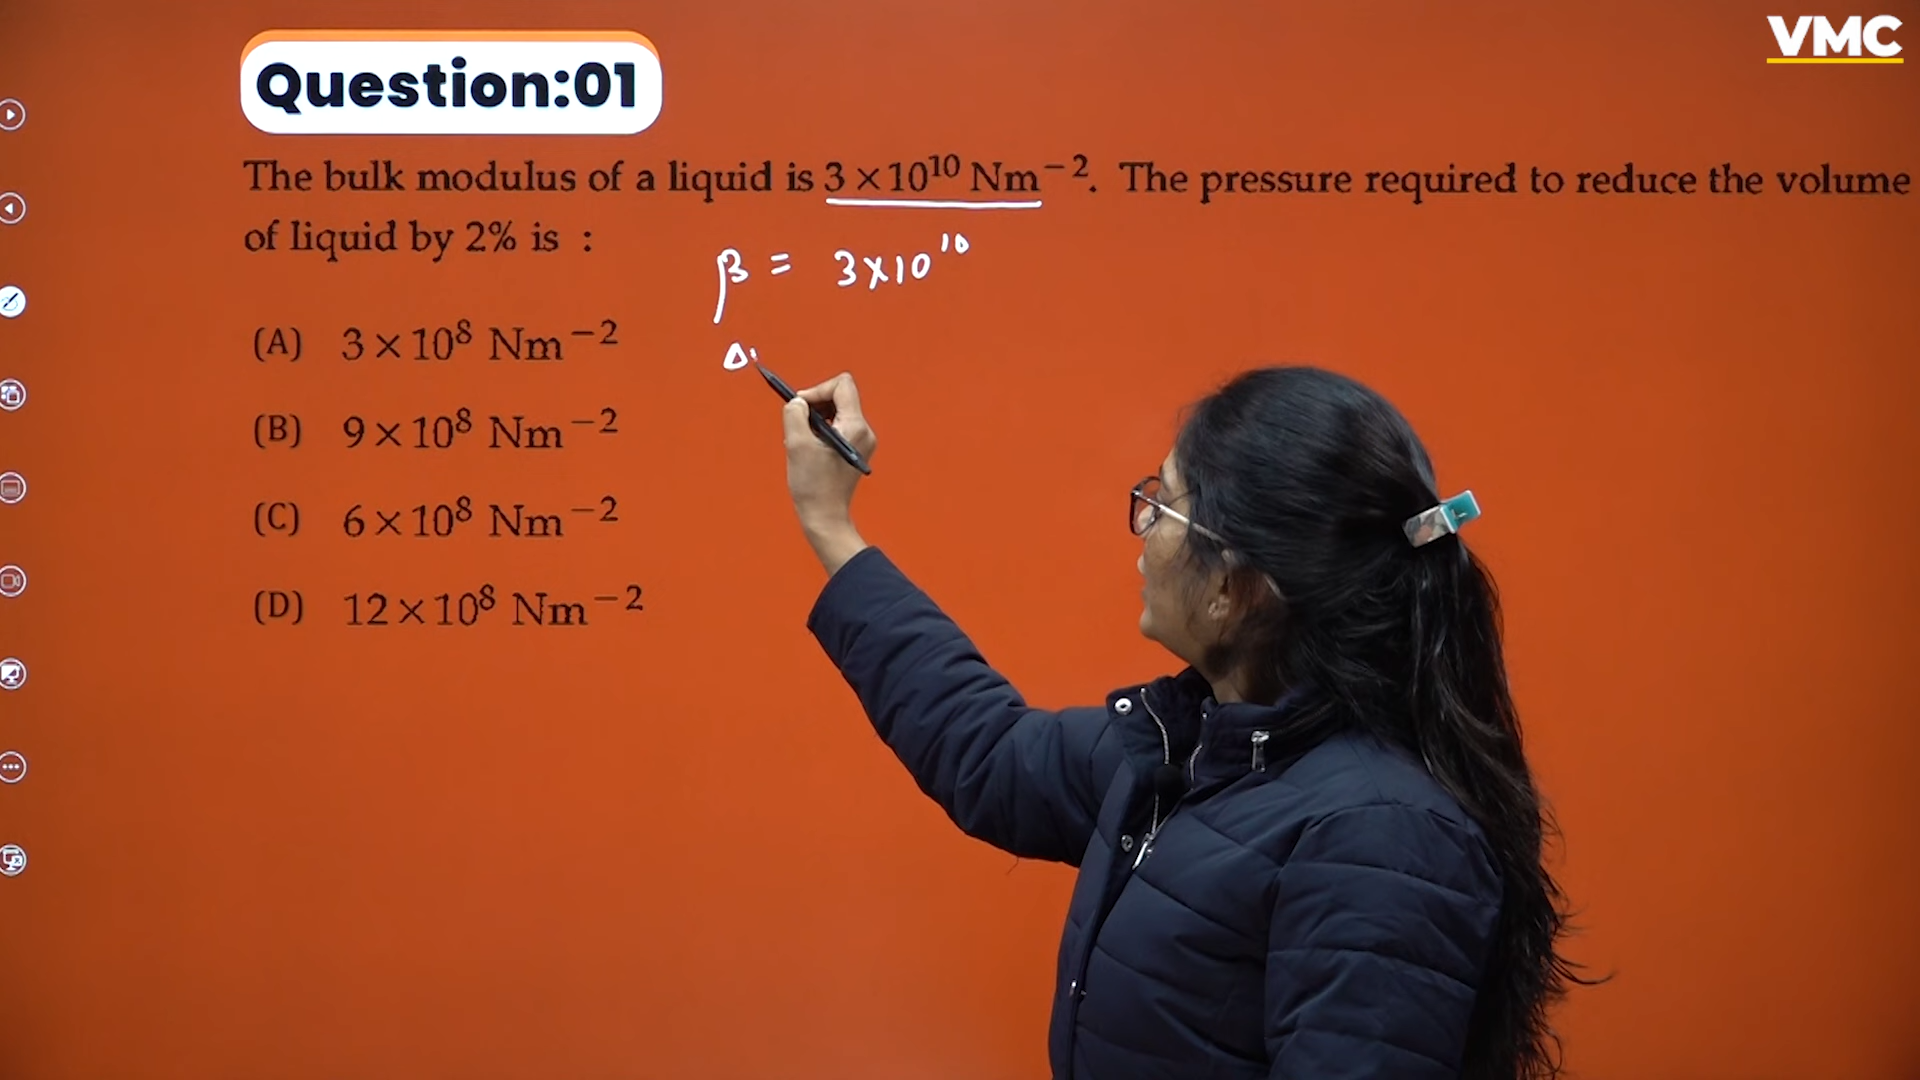 VMC
Question:01
The bulk modulus of a liquid is 3×10¹⁰ Nm⁻². The pressure required to reduce the volume
of liquid by 2% is :
β = 3×10¹⁰
Δ
(A) 3×10⁸ Nm⁻²
(B) 9×10⁸ Nm⁻²
(C) 6×10⁸ Nm⁻²
(D) 12×10⁸ Nm⁻²